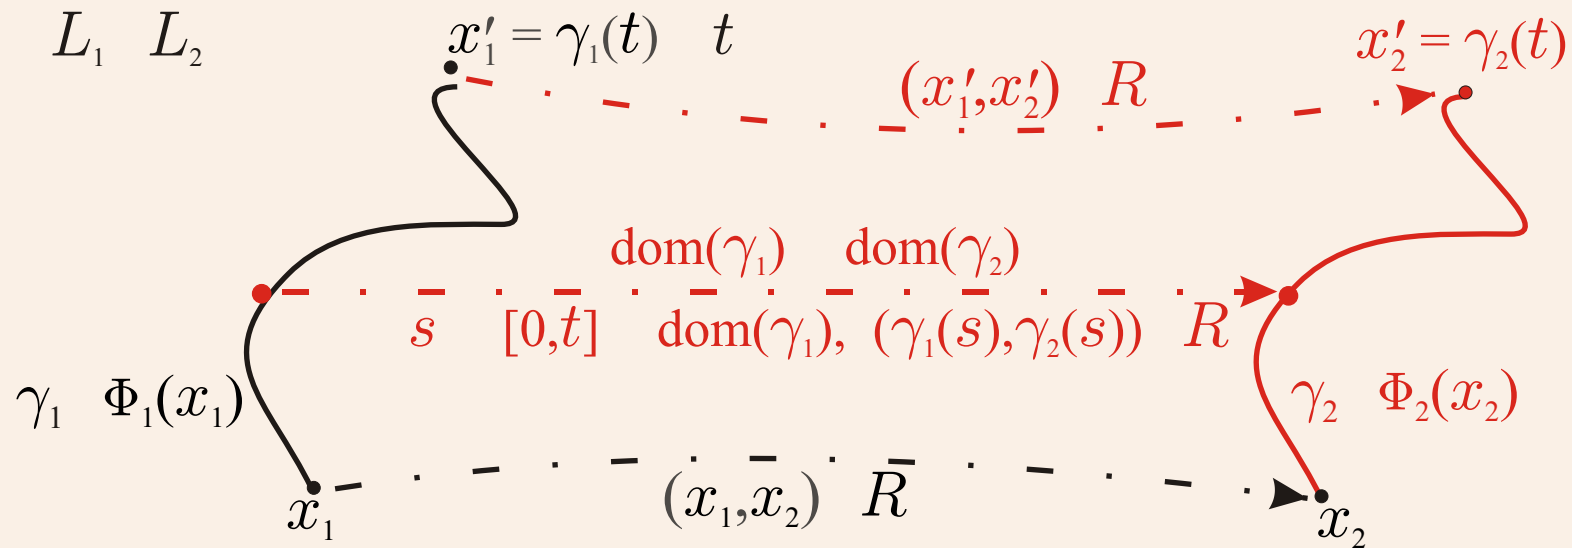 L₁ L₂
x′₁ = γ₁(t) t
x′₂ = γ₂(t)
(x′₁,x′₂) R
dom(γ₁) dom(γ₂)
s [0,t] dom(γ₁), (γ₁(s),γ₂(s)) R
γ₁ Φ₁(x₁)
γ₂ Φ₂(x₂)
(x₁,x₂) R
x₁
x₂